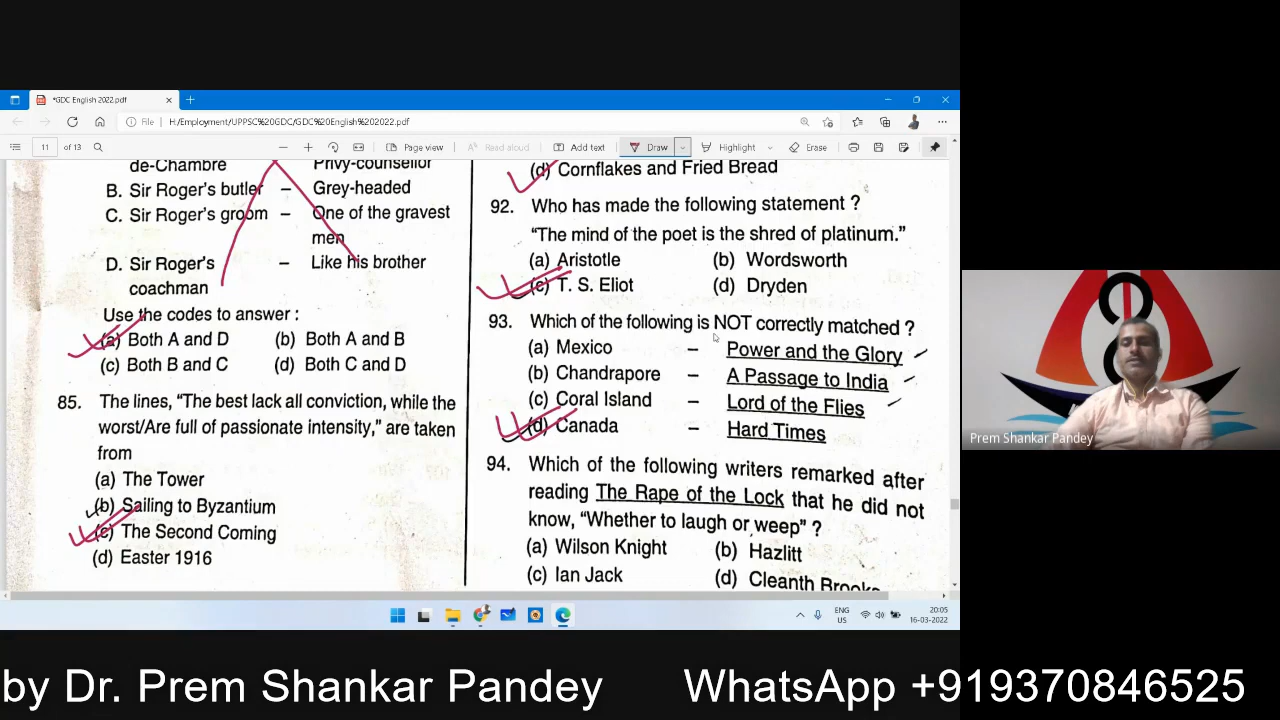 *GDC English 2022.pdf
File H:/Employment/UPPSC%20GDC/GDC%20English%202022.pdf
11 of 13
Page view
Read aloud
Add text
Draw
Highlight
Erase
de-Chambre Privy-counsellor
B. Sir Roger's butler – Grey-headed
C. Sir Roger's groom – One of the gravest
men
D. Sir Roger's – Like his brother
coachman
Use the codes to answer :
(a) Both A and D (b) Both A and B
(c) Both B and C (d) Both C and D
85. The lines, "The best lack all conviction, while the
worst/Are full of passionate intensity," are taken
from
(a) The Tower
(b) Sailing to Byzantium
(c) The Second Coming
(d) Easter 1916
(d) Cornflakes and Fried Bread
92. Who has made the following statement ?
"The mind of the poet is the shred of platinum."
(a) Aristotle (b) Wordsworth
(c) T. S. Eliot (d) Dryden
93. Which of the following is NOT correctly matched ?
(a) Mexico – Power and the Glory
(b) Chandrapore – A Passage to India
(c) Coral Island – Lord of the Flies
(d) Canada – Hard Times
94. Which of the following writers remarked after
reading The Rape of the Lock that he did not
know, "Whether to laugh or weep" ?
(a) Wilson Knight (b) Hazlitt
(c) Ian Jack (d) Cleanth Brooks
Prem Shankar Pandey
ENG
US
20:05
16-03-2022
by Dr. Prem Shankar Pandey WhatsApp +919370846525